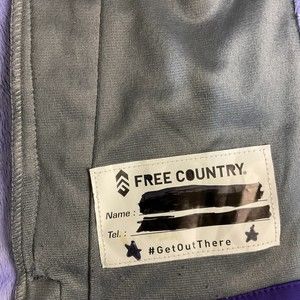 FREE COUNTRY®
Name :
Tel. :
#GetOutThere